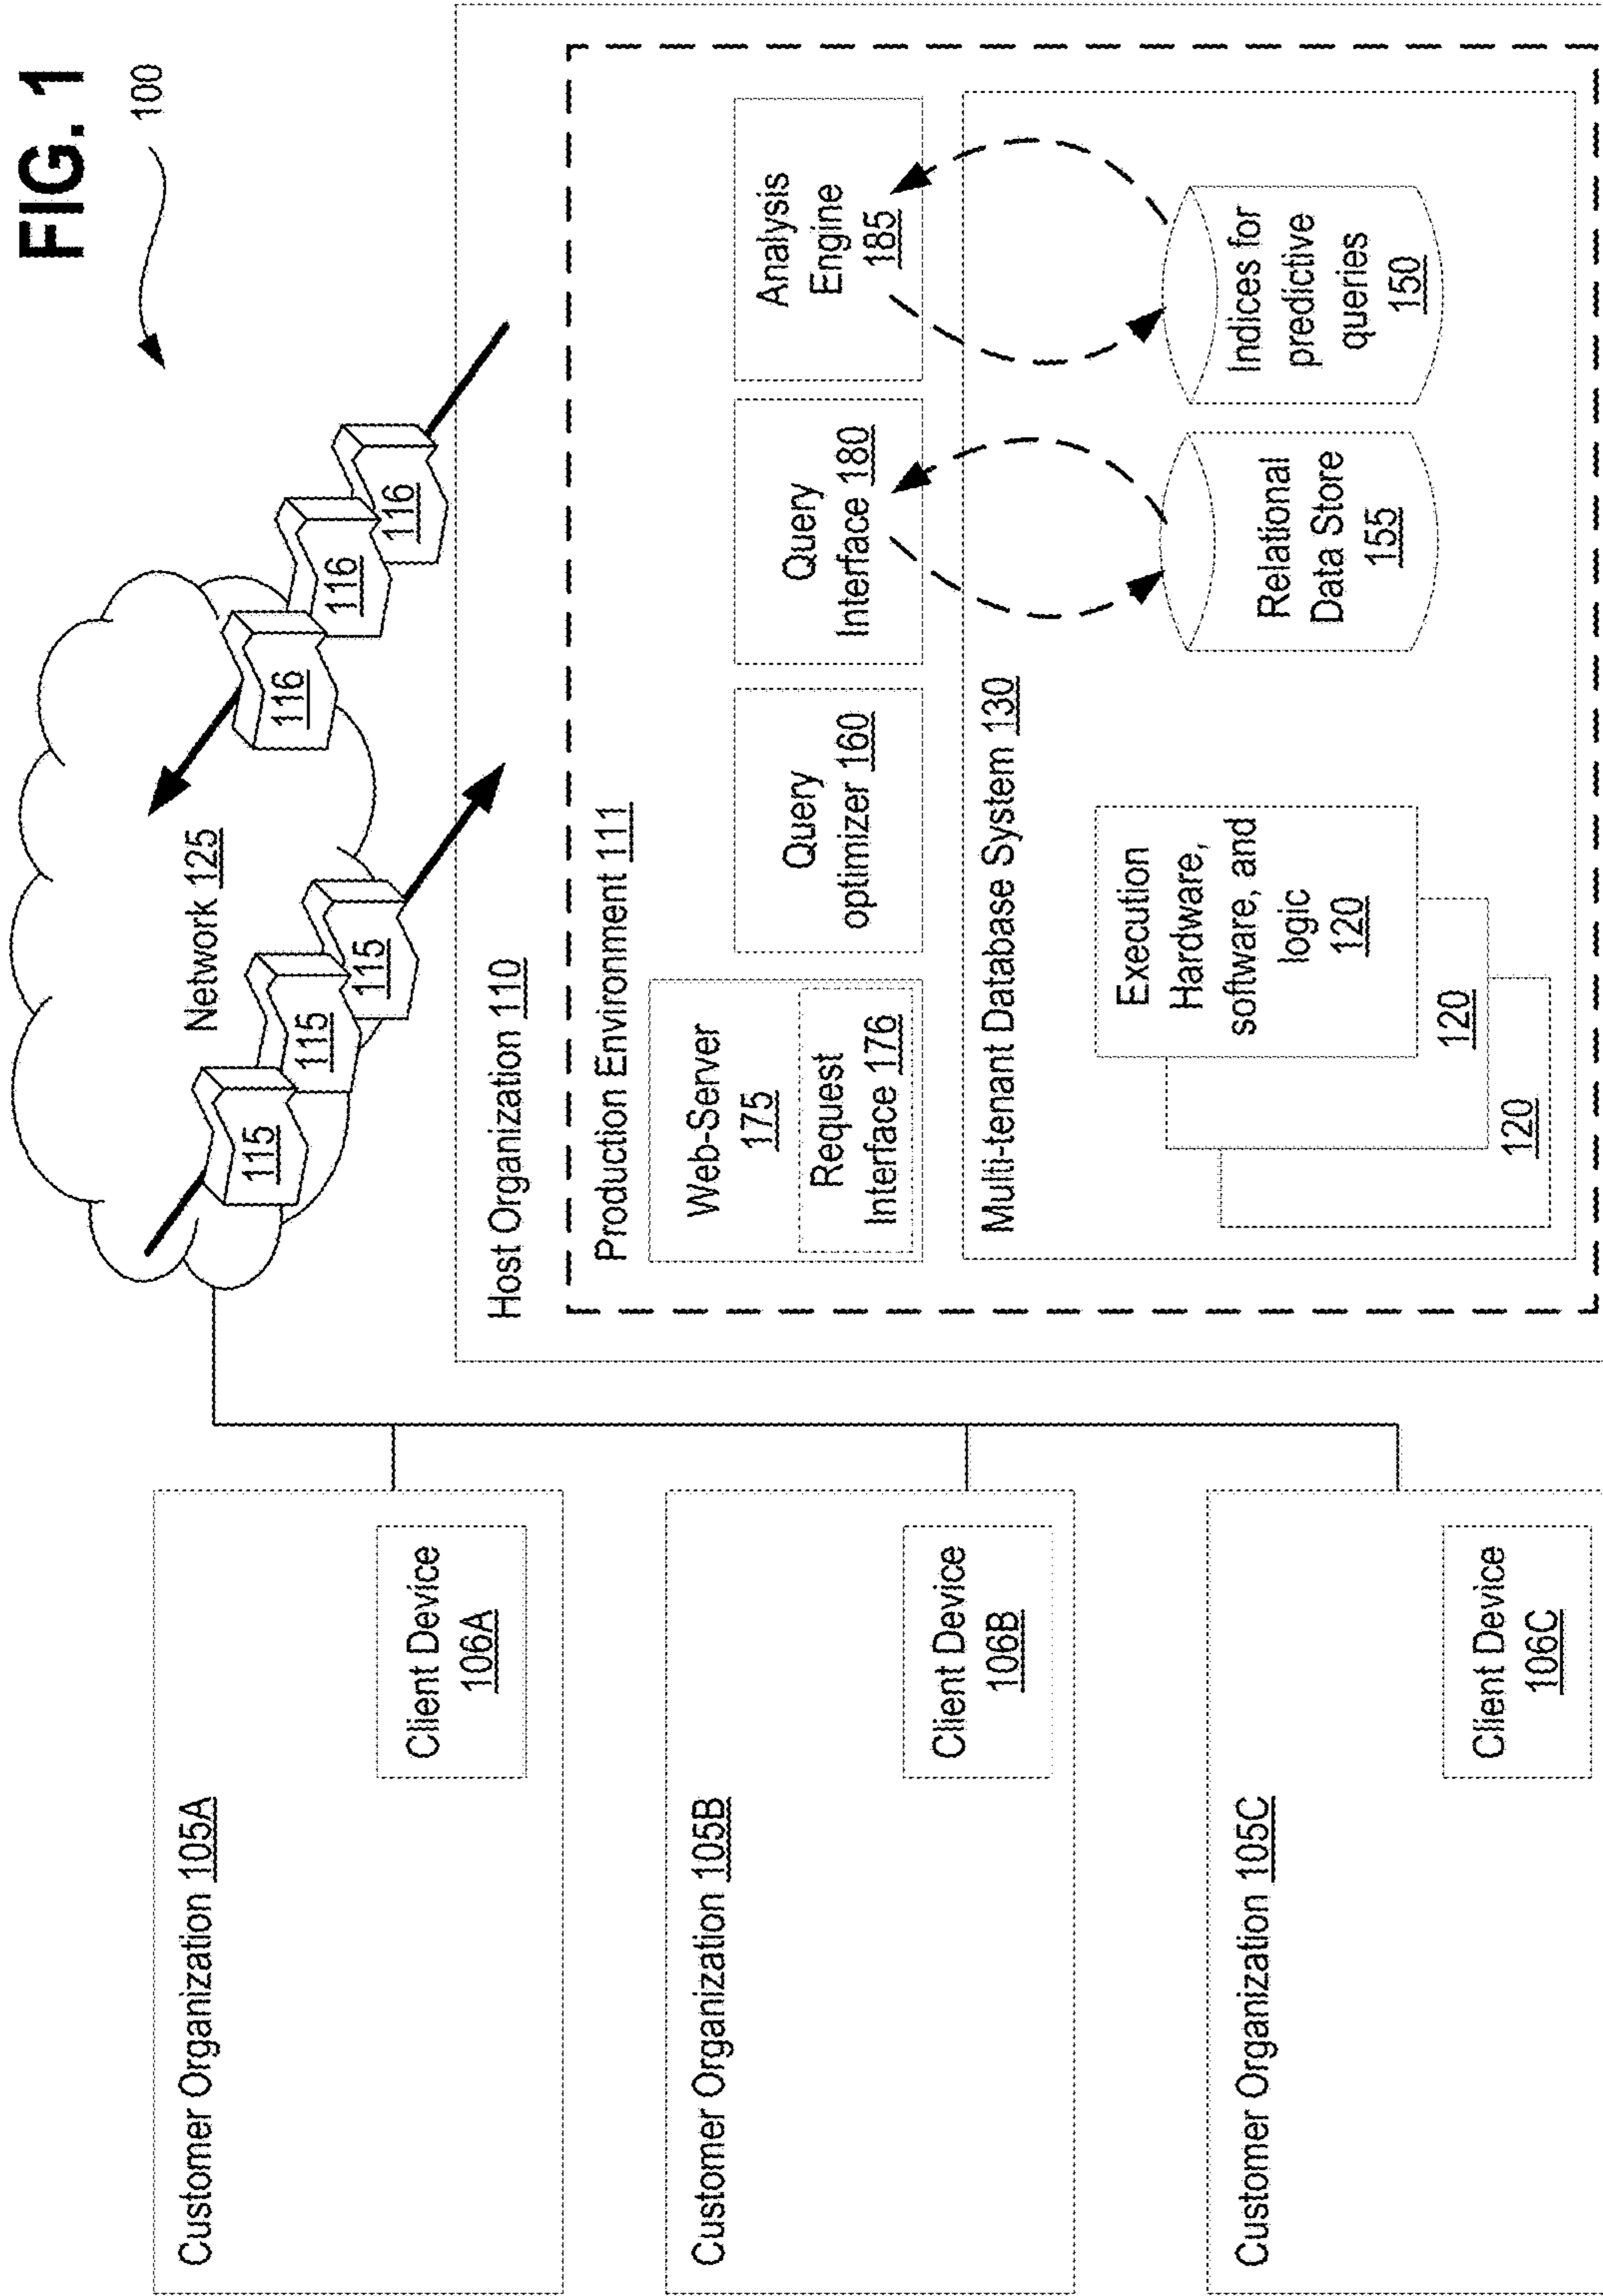 FIG. 1
100
Customer Organization 105A
Client Device
106A
Customer Organization 105B
Client Device
106B
Customer Organization 105C
Client Device
106C
Network 125
115
115
115
116
116
116
Host Organization 110
Production Environment 111
Web-Server
175
Request
Interface 176
Query
optimizer 160
Query
Interface 180
Analysis
Engine
185
Multi-tenant Database System 130
Execution
Hardware,
software, and
logic
120
120
120
Relational
Data Store
155
Indices for
predictive
queries
150